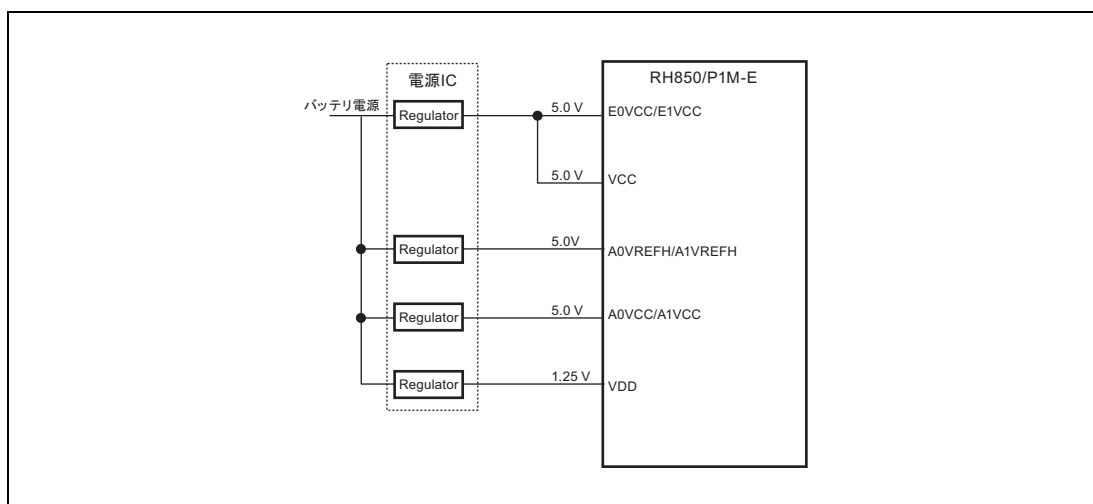 電源IC
RH850/P1M-E
バッテリ電源
Regulator
5.0 V
E0VCC/E1VCC
5.0 V
VCC
Regulator
5.0V
A0VREFH/A1VREFH
Regulator
5.0 V
A0VCC/A1VCC
Regulator
1.25 V
VDD